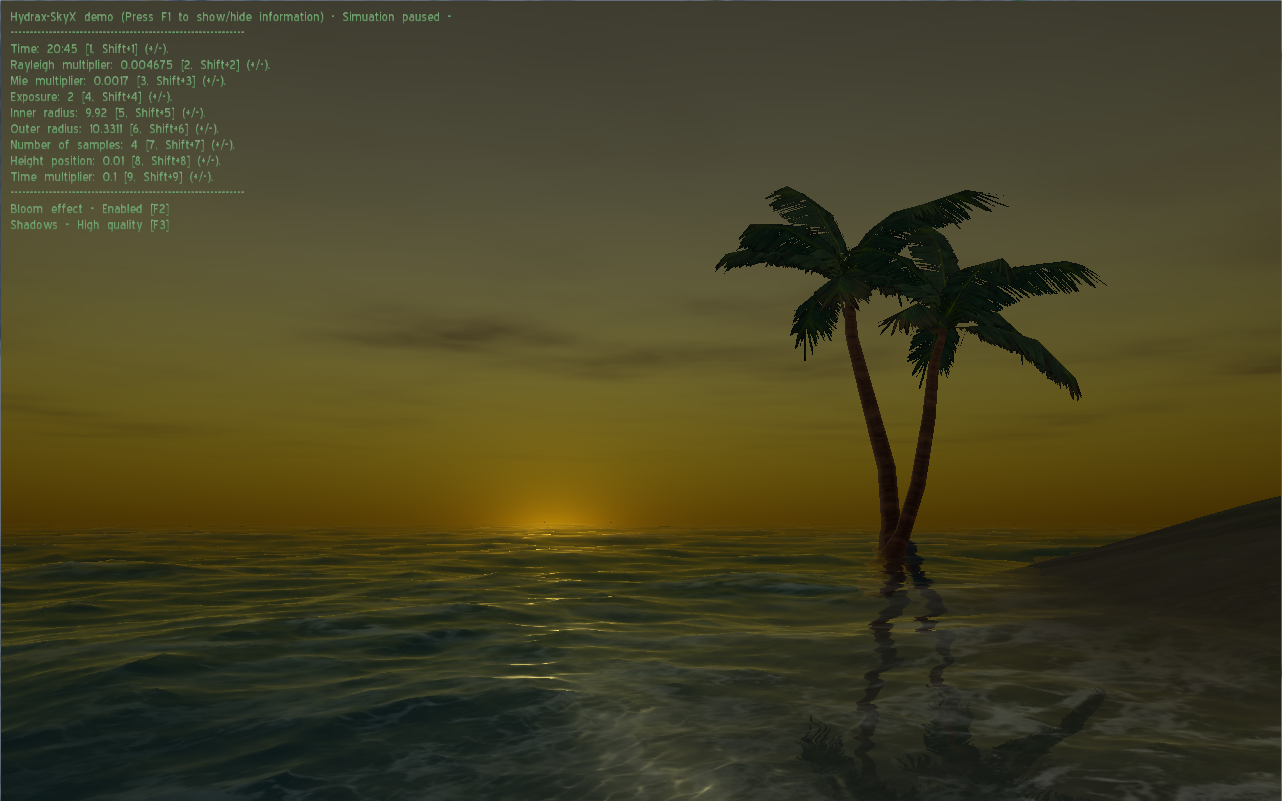 Hydrax-SkyX demo (Press F1 to show/hide information) - Simuation paused -
------------------------------------------------------------
Time: 20:45 [1, Shift+1] (+/-).
Rayleigh multiplier: 0.004675 [2, Shift+2] (+/-).
Mie multiplier: 0.0017 [3, Shift+3] (+/-).
Exposure: 2 [4, Shift+4] (+/-).
Inner radius: 9.92 [5, Shift+5] (+/-).
Outer radius: 10.3311 [6, Shift+6] (+/-).
Number of samples: 4 [7, Shift+7] (+/-).
Height position: 0.01 [8, Shift+8] (+/-).
Time multiplier: 0.1 [9, Shift+9] (+/-).
------------------------------------------------------------
Bloom effect - Enabled [F2]
Shadows - High quality [F3]